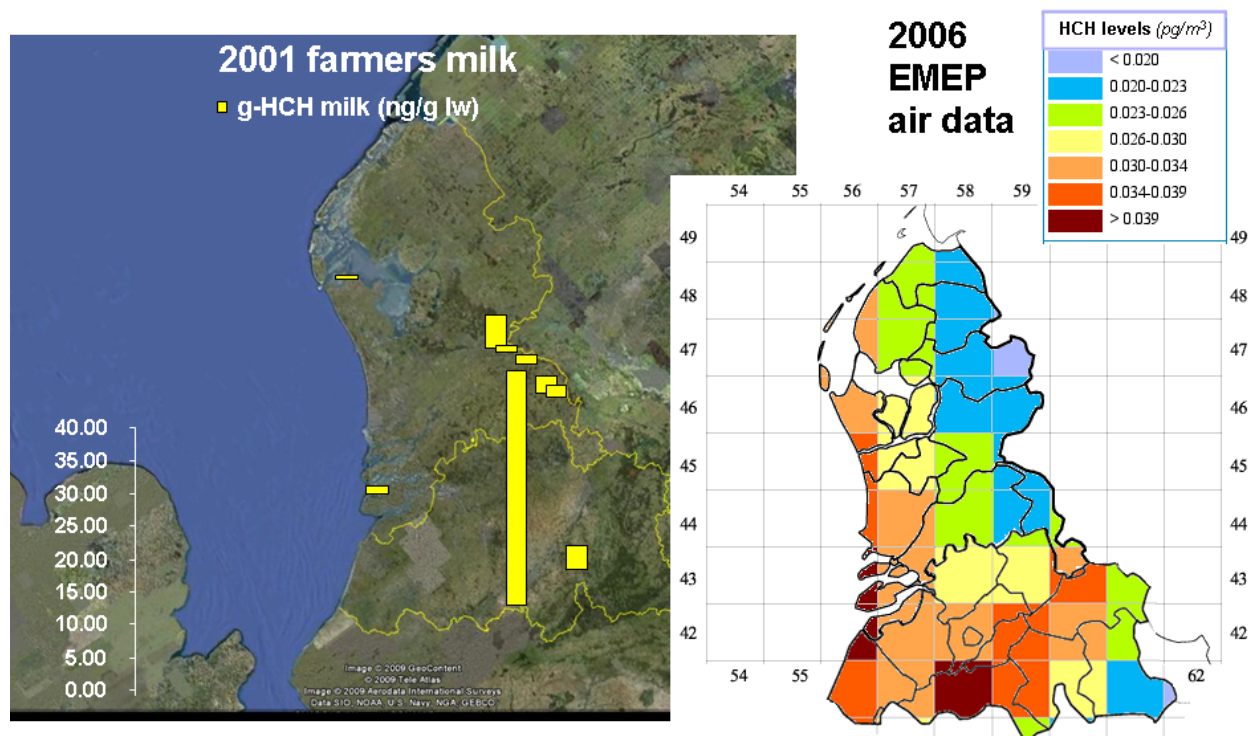 2001 farmers milk
g-HCH milk (ng/g lw)
40.00
35.00
30.00
25.00
20.00
15.00
10.00
5.00
0.00
Image © 2009 GeoContent
© 2009 Tele Atlas
Image © 2009 Aerodata International Surveys
Data SIO, NOAA, U.S. Navy, NGA, GEBCO
2006
EMEP
air data
HCH levels (pg/m³)
< 0.020
0.020-0.023
0.023-0.026
0.026-0.030
0.030-0.034
0.034-0.039
> 0.039
54 55 56 57 58 59
49 49
48 48
47 47
46 46
45 45
44 44
43 43
42 42
54 55 62